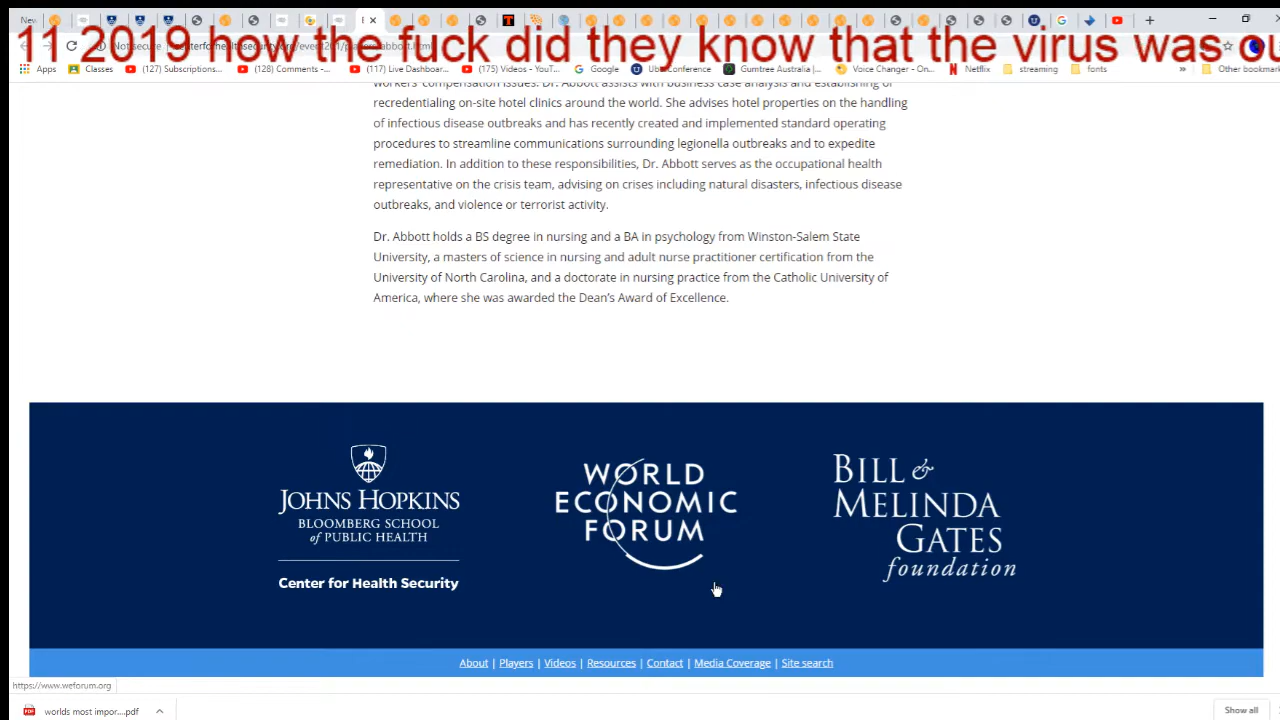 New
11 2019 how the fuck did they know that the virus was ou
Apps
Classes
(127) Subscriptions...
(128) Comments -...
(117) Live Dashboar...
(175) Videos - YouT...
Google
Gumtree Australia |...
Voice Changer - On...
Netflix
streaming
fonts
»
Other bookmar
workers' compensation issues. Dr. Abbott assists with business case analysis and establishing or
recredentialing on-site hotel clinics around the world. She advises hotel properties on the handling
of infectious disease outbreaks and has recently created and implemented standard operating
procedures to streamline communications surrounding legionella outbreaks and to expedite
remediation. In addition to these responsibilities, Dr. Abbott serves as the occupational health
representative on the crisis team, advising on crises including natural disasters, infectious disease
outbreaks, and violence or terrorist activity.
Dr. Abbott holds a BS degree in nursing and a BA in psychology from Winston-Salem State
University, a masters of science in nursing and adult nurse practitioner certification from the
University of North Carolina, and a doctorate in nursing practice from the Catholic University of
America, where she was awarded the Dean's Award of Excellence.
JOHNS HOPKINS
BLOOMBERG SCHOOL
of PUBLIC HEALTH
Center for Health Security
WORLD
ECONOMIC
FORUM
BILL &
MELINDA
GATES
foundation
About | Players | Videos | Resources | Contact | Media Coverage | Site search
https://www.weforum.org
worlds most impor....pdf
Show all